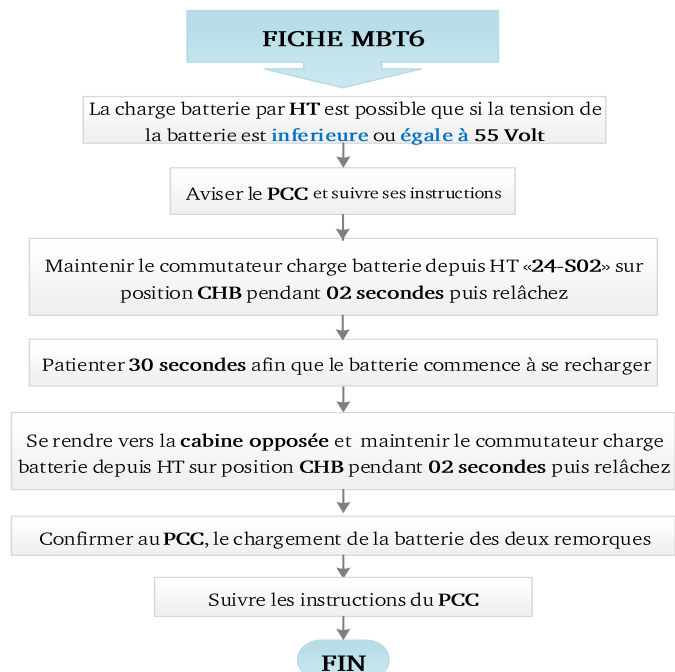 FICHE MBT6
La charge batterie par HT est possible que si la tension de
la batterie est inferieure ou égale à 55 Volt
Aviser le PCC et suivre ses instructions
Maintenir le commutateur charge batterie depuis HT «24-S02» sur
position CHB pendant 02 secondes puis relâchez
Patienter 30 secondes afin que le batterie commence à se recharger
Se rendre vers la cabine opposée et maintenir le commutateur charge
batterie depuis HT sur position CHB pendant 02 secondes puis relâchez
Confirmer au PCC, le chargement de la batterie des deux remorques
Suivre les instructions du PCC
FIN